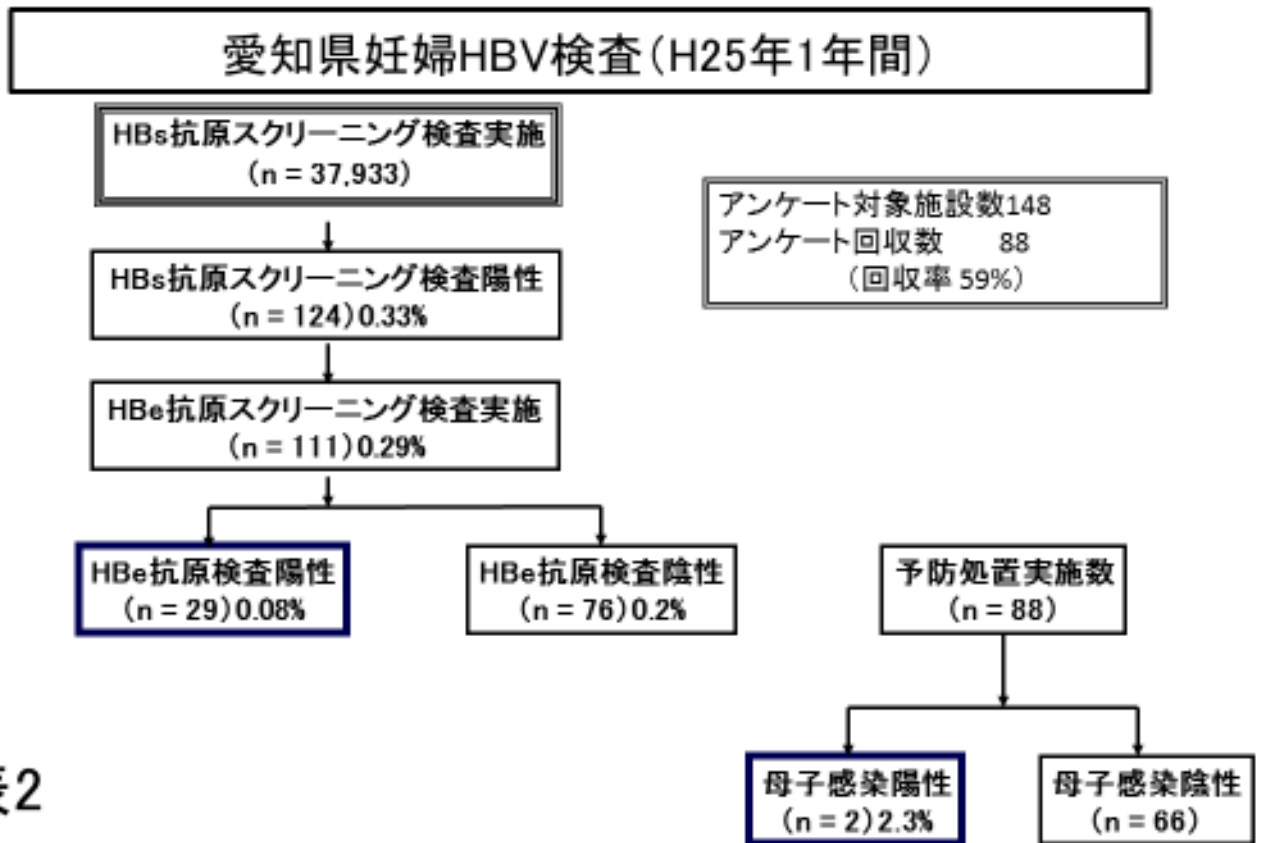 愛知県妊婦HBV検査(H25年1年間)
HBs抗原スクリーニング検査実施
(n = 37,933)
アンケート対象施設数148
アンケート回収数 88
(回収率 59%)
HBs抗原スクリーニング検査陽性
(n = 124)0.33%
HBe抗原スクリーニング検査実施
(n = 111)0.29%
HBe抗原検査陽性
(n = 29)0.08%
HBe抗原検査陰性
(n = 76)0.2%
予防処置実施数
(n = 88)
母子感染陽性
(n = 2)2.3%
母子感染陰性
(n = 66)
表2